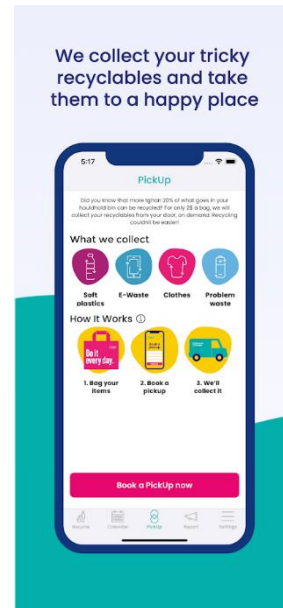 We collect your tricky
recyclables and take
them to a happy place
5:17
PickUp
Did you know that more tghan 20% of what goes in your
houldhold bin can be recycled? For only 2$ a bag, we will
collect your recyclables from your door, on demand. Recycling
couldnt be easier!
What we collect
Soft
plastics
E-Waste
Clothes
Problem
waste
How It Works
Do it
every day.
1. Bag your
items
2. Book a
pickup
3. We'll
collect it
Book a PickUp now
Recycle
Calendar
PickUp
Report
Settings